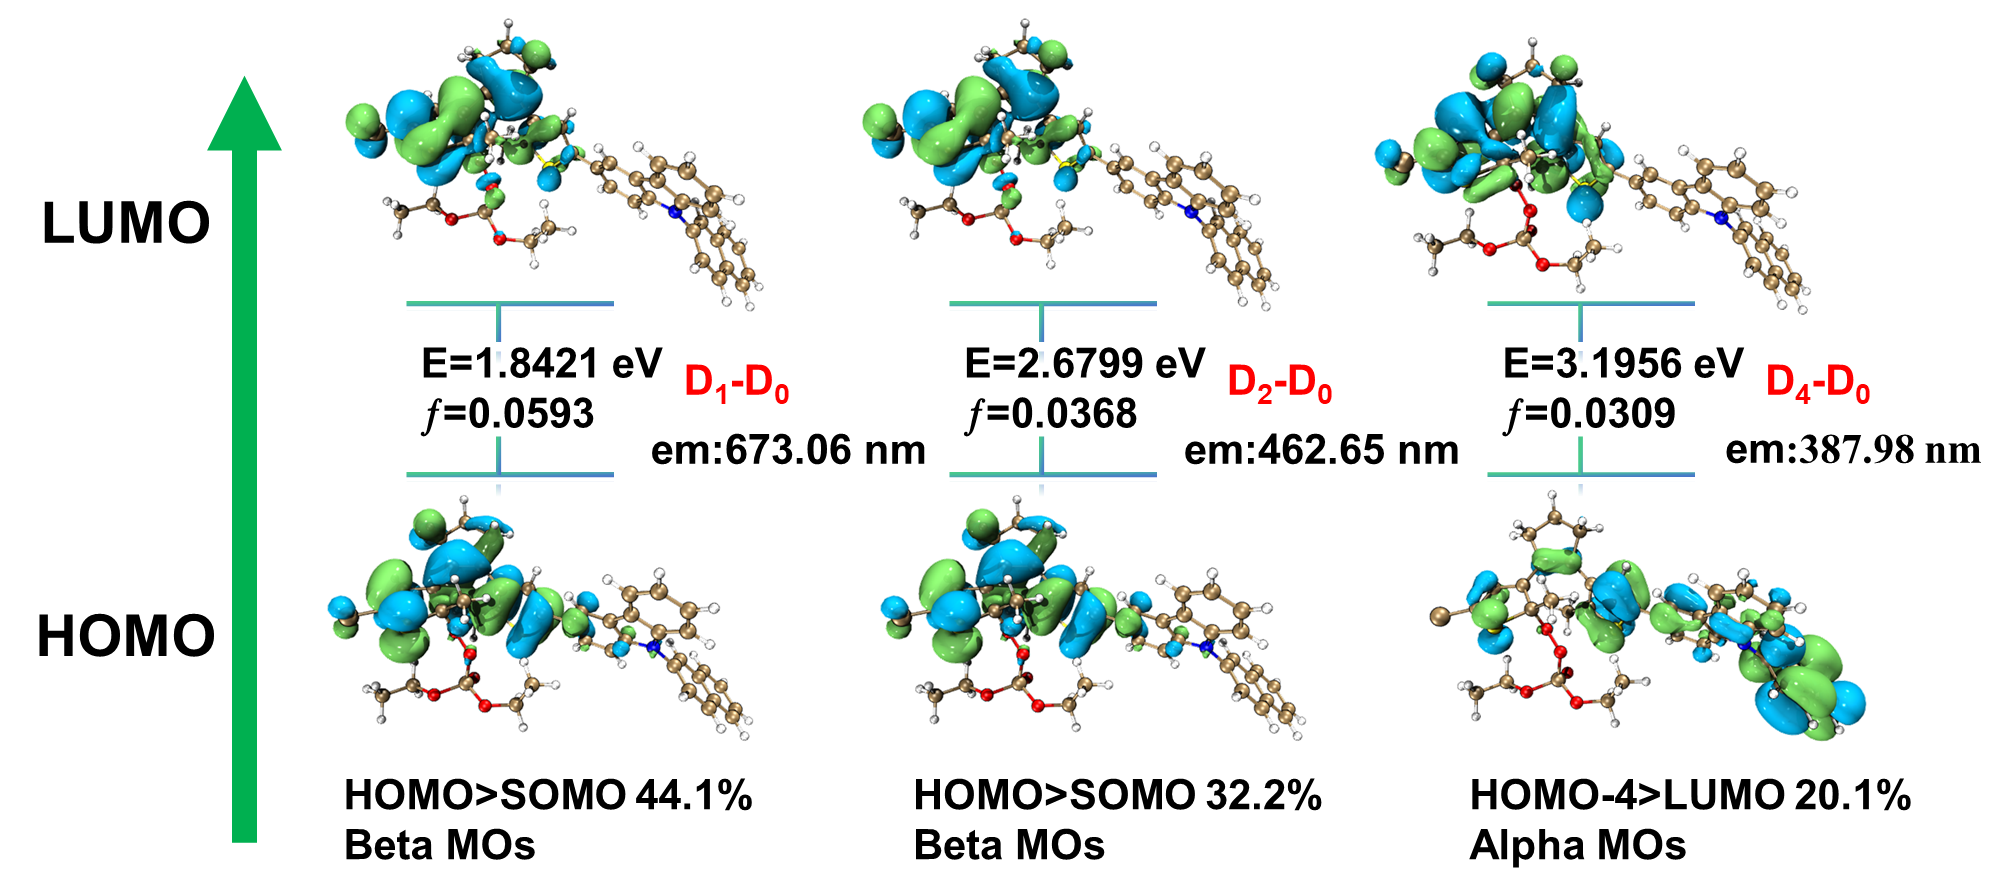 LUMO
E=1.8421 eV
f=0.0593
D₁-D₀
em:673.06 nm
E=2.6799 eV
f=0.0368
D₂-D₀
em:462.65 nm
E=3.1956 eV
f=0.0309
D₄-D₀
em:387.98 nm
HOMO
HOMO>SOMO 44.1%
Beta MOs
HOMO>SOMO 32.2%
Beta MOs
HOMO-4>LUMO 20.1%
Alpha MOs